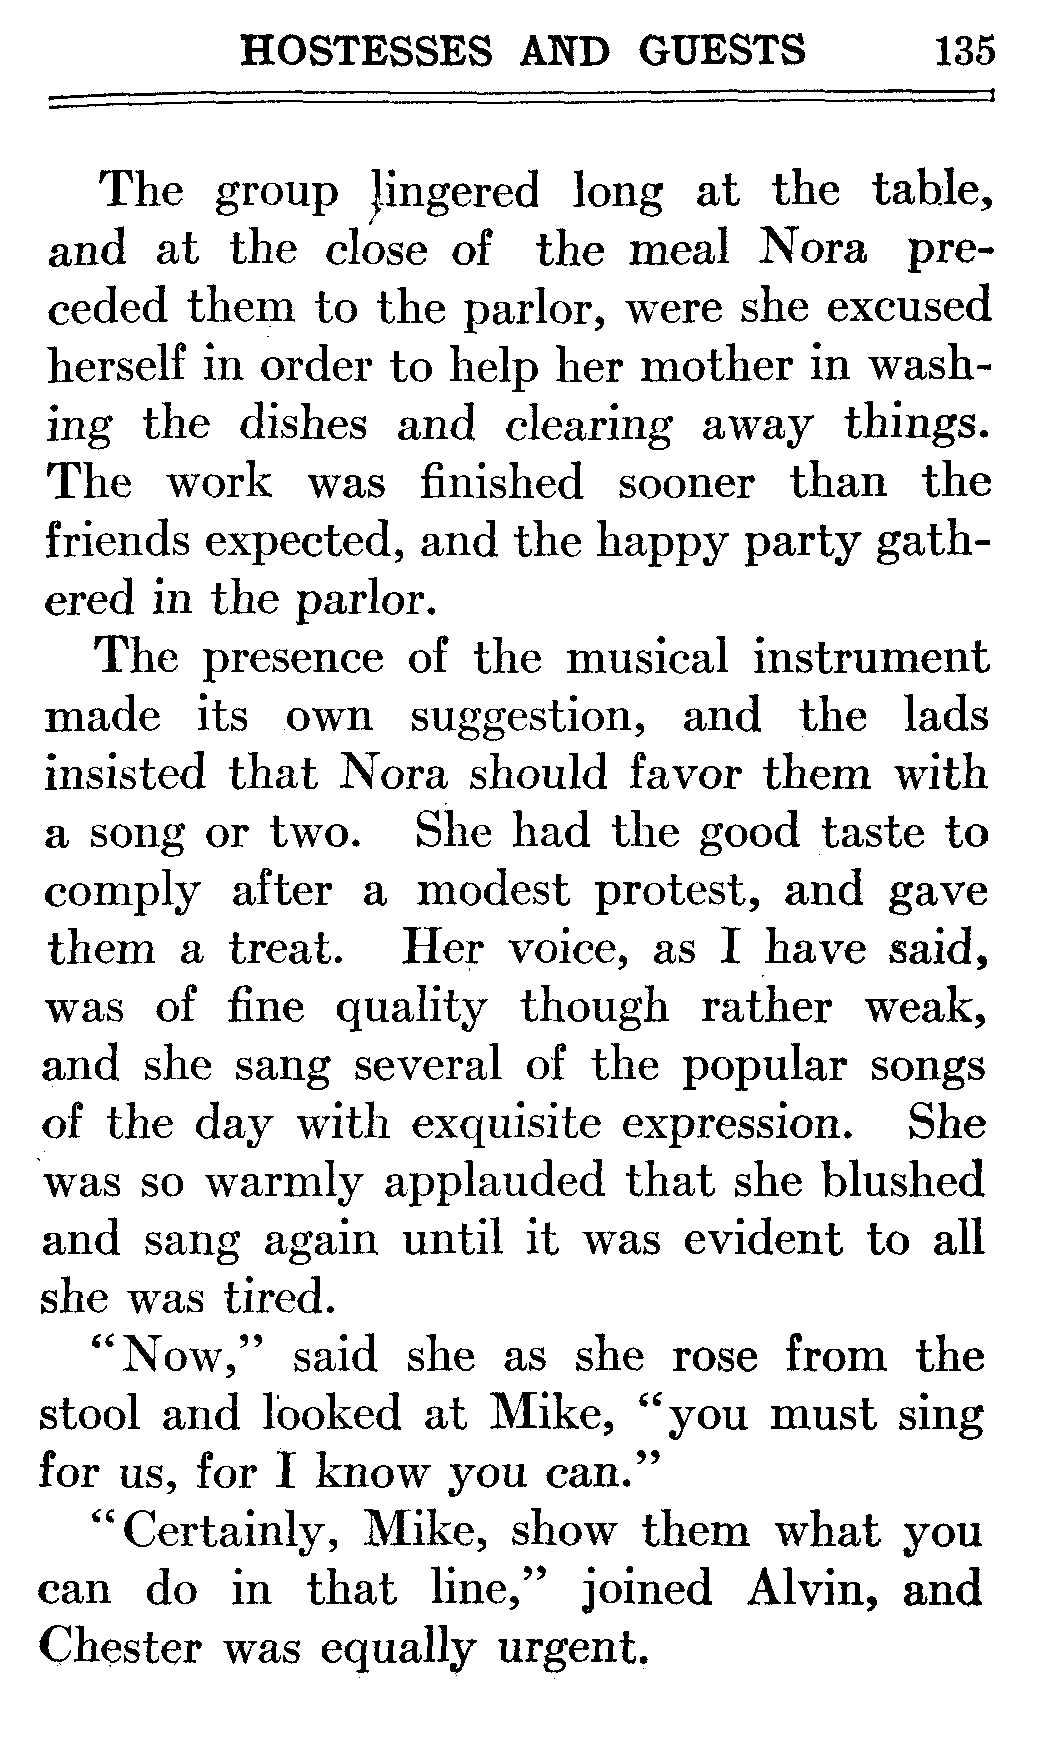 HOSTESSES AND GUESTS 135
The group lingered long at the table,
and at the close of the meal Nora pre-
ceded them to the parlor, were she excused
herself in order to help her mother in wash-
ing the dishes and clearing away things.
The work was finished sooner than the
friends expected, and the happy party gath-
ered in the parlor.
The presence of the musical instrument
made its own suggestion, and the lads
insisted that Nora should favor them with
a song or two. She had the good taste to
comply after a modest protest, and gave
them a treat. Her voice, as I have said,
was of fine quality though rather weak,
and she sang several of the popular songs
of the day with exquisite expression. She
was so warmly applauded that she blushed
and sang again until it was evident to all
she was tired.
"Now," said she as she rose from the
stool and looked at Mike, "you must sing
for us, for I know you can."
"Certainly, Mike, show them what you
can do in that line," joined Alvin, and
Chester was equally urgent.